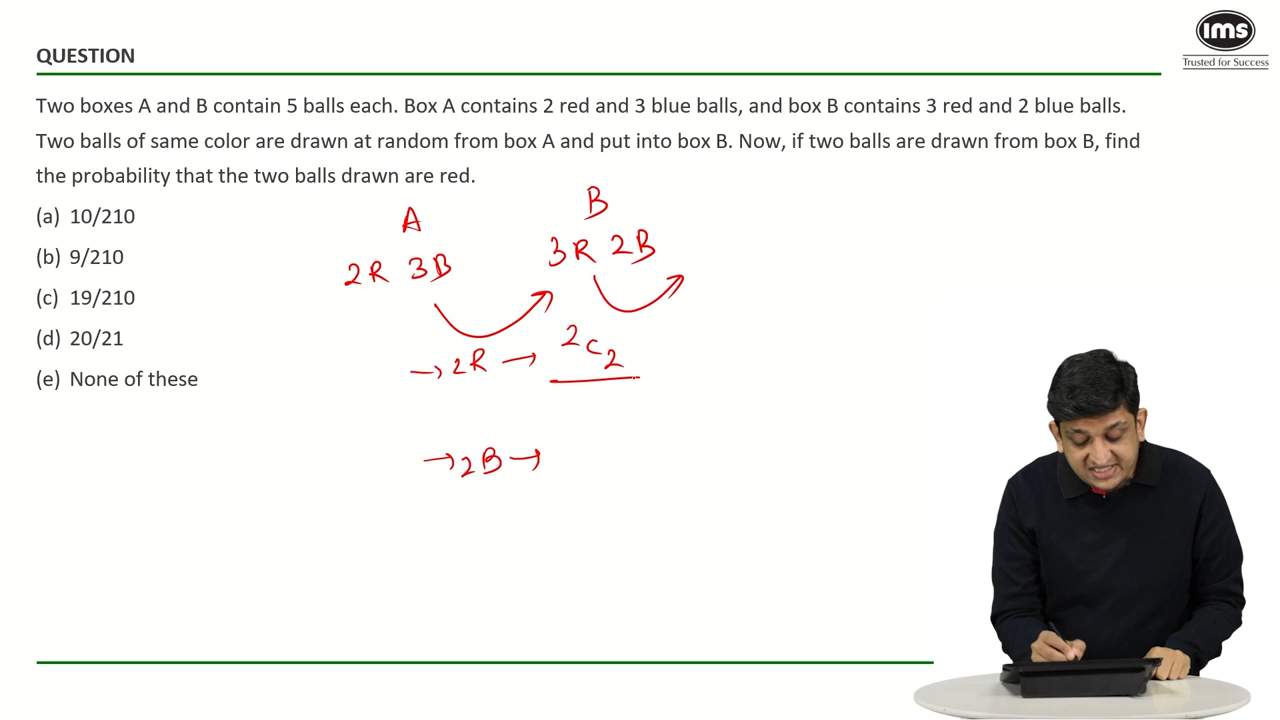 ims
Trusted for Success
QUESTION
Two boxes A and B contain 5 balls each. Box A contains 2 red and 3 blue balls, and box B contains 3 red and 2 blue balls.
Two balls of same color are drawn at random from box A and put into box B. Now, if two balls are drawn from box B, find
the probability that the two balls drawn are red.
(a) 10/210
(b) 9/210
(c) 19/210
(d) 20/21
(e) None of these
A
B
2R 3B
3R 2B
→ 2R → ²C₂
→ 2B →